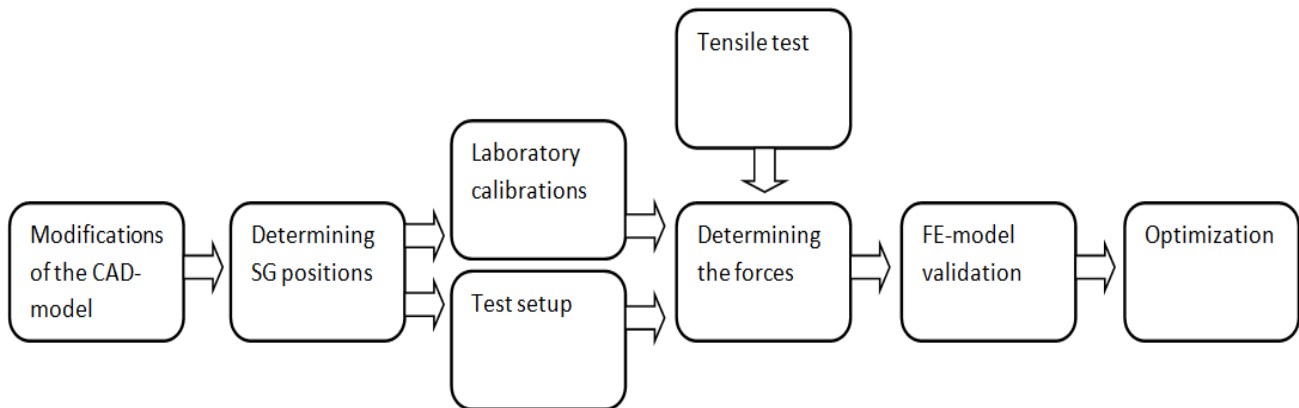 Modifications
of the CAD-
model
Determining
SG positions
Laboratory
calibrations
Test setup
Tensile test
Determining
the forces
FE-model
validation
Optimization